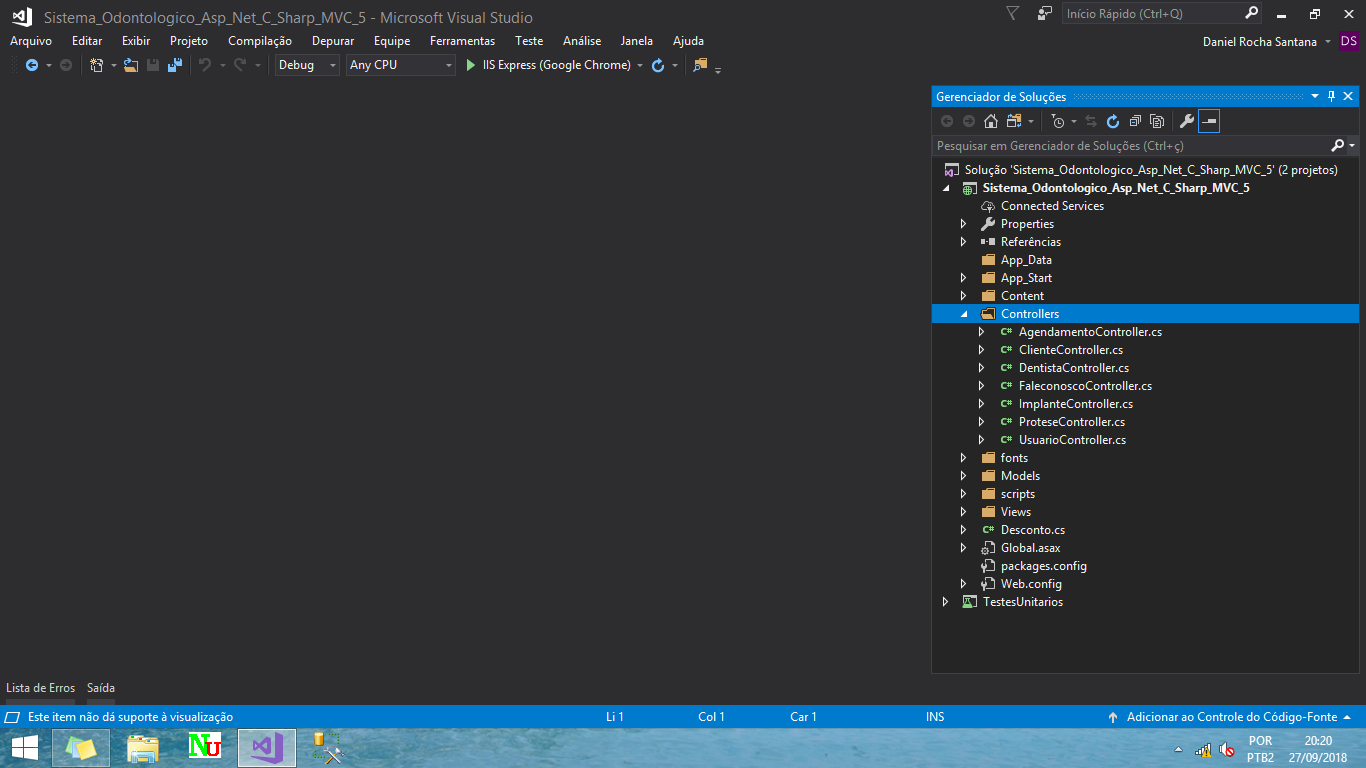 Sistema_Odontologico_Asp_Net_C_Sharp_MVC_5 - Microsoft Visual Studio
Início Rápido (Ctrl+Q)
Arquivo Editar Exibir Projeto Compilação Depurar Equipe Ferramentas Teste Análise Janela Ajuda
Daniel Rocha Santana DS
Debug Any CPU IIS Express (Google Chrome)
Gerenciador de Soluções
Pesquisar em Gerenciador de Soluções (Ctrl+ç)
Solução 'Sistema_Odontologico_Asp_Net_C_Sharp_MVC_5' (2 projetos)
Sistema_Odontologico_Asp_Net_C_Sharp_MVC_5
Connected Services
Properties
Referências
App_Data
App_Start
Content
Controllers
C# AgendamentoController.cs
C# ClienteController.cs
C# DentistaController.cs
C# FaleconoscoController.cs
C# ImplanteController.cs
C# ProteseController.cs
C# UsuarioController.cs
fonts
Models
scripts
Views
C# Desconto.cs
Global.asax
packages.config
Web.config
TestesUnitarios
Lista de Erros Saída
Este item não dá suporte à visualização Li 1 Col 1 Car 1 INS Adicionar ao Controle do Código-Fonte
NU
POR 20:20
PTB2 27/09/2018